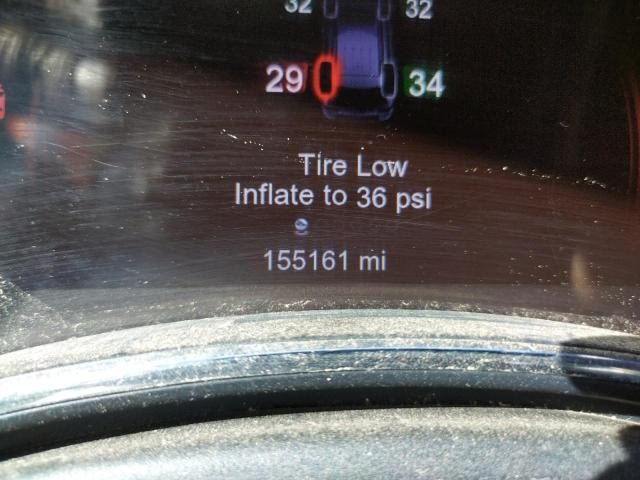 32 32
29 34
Tire Low
Inflate to 36 psi
155161 mi